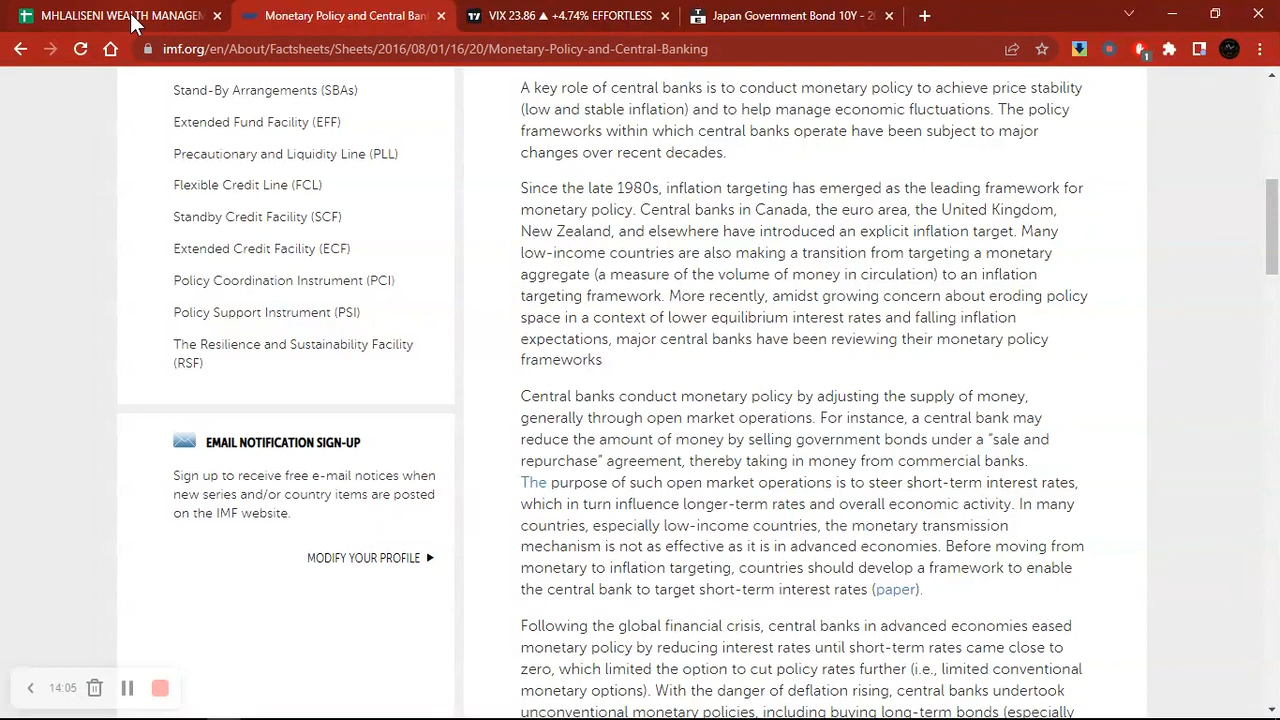 MHLALISENI WEALTH MANAGEM
Monetary Policy and Central Ban
VIX 23.86 ▲ +4.74% EFFORTLESS
Japan Government Bond 10Y - 20
imf.org/en/About/Factsheets/Sheets/2016/08/01/16/20/Monetary-Policy-and-Central-Banking
1
Stand-By Arrangements (SBAs)
Extended Fund Facility (EFF)
Precautionary and Liquidity Line (PLL)
Flexible Credit Line (FCL)
Standby Credit Facility (SCF)
Extended Credit Facility (ECF)
Policy Coordination Instrument (PCI)
Policy Support Instrument (PSI)
The Resilience and Sustainability Facility
(RSF)
EMAIL NOTIFICATION SIGN-UP
Sign up to receive free e-mail notices when
new series and/or country items are posted
on the IMF website.
MODIFY YOUR PROFILE
A key role of central banks is to conduct monetary policy to achieve price stability
(low and stable inflation) and to help manage economic fluctuations. The policy
frameworks within which central banks operate have been subject to major
changes over recent decades.
Since the late 1980s, inflation targeting has emerged as the leading framework for
monetary policy. Central banks in Canada, the euro area, the United Kingdom,
New Zealand, and elsewhere have introduced an explicit inflation target. Many
low-income countries are also making a transition from targeting a monetary
aggregate (a measure of the volume of money in circulation) to an inflation
targeting framework. More recently, amidst growing concern about eroding policy
space in a context of lower equilibrium interest rates and falling inflation
expectations, major central banks have been reviewing their monetary policy
frameworks
Central banks conduct monetary policy by adjusting the supply of money,
generally through open market operations. For instance, a central bank may
reduce the amount of money by selling government bonds under a “sale and
repurchase” agreement, thereby taking in money from commercial banks.
The purpose of such open market operations is to steer short-term interest rates,
which in turn influence longer-term rates and overall economic activity. In many
countries, especially low-income countries, the monetary transmission
mechanism is not as effective as it is in advanced economies. Before moving from
monetary to inflation targeting, countries should develop a framework to enable
the central bank to target short-term interest rates (paper).
Following the global financial crisis, central banks in advanced economies eased
monetary policy by reducing interest rates until short-term rates came close to
zero, which limited the option to cut policy rates further (i.e., limited conventional
monetary options). With the danger of deflation rising, central banks undertook
unconventional monetary policies, including buying long-term bonds (especially
14:05